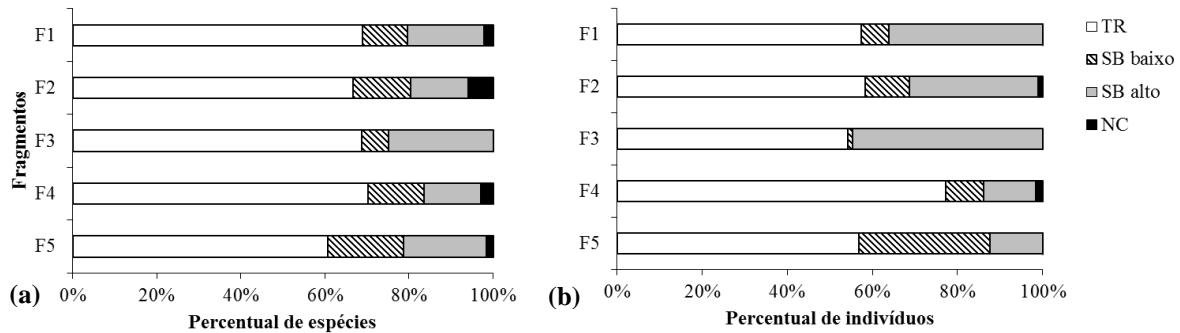 Fragmentos
F1
F2
F3
F4
F5
0% 20% 40% 60% 80% 100%
(a)
Percentual de espécies
F1
F2
F3
F4
F5
0% 20% 40% 60% 80% 100%
(b)
Percentual de indivíduos
TR
SB baixo
SB alto
NC